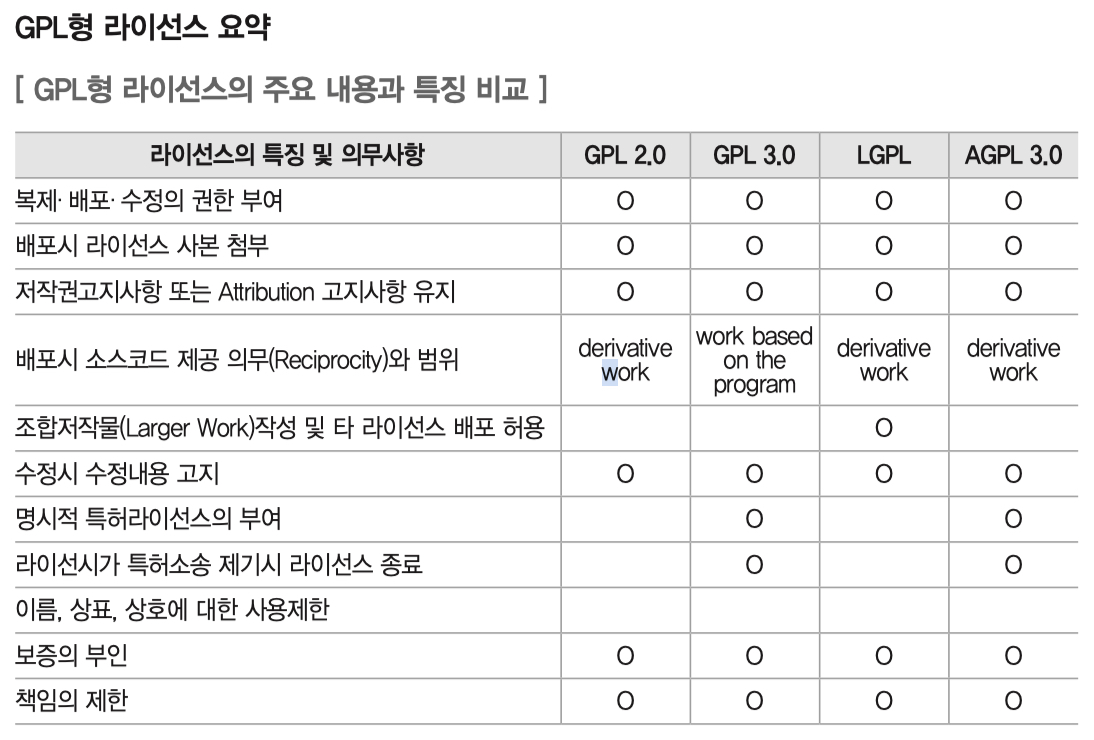 GPL형 라이선스 요약
[ GPL형 라이선스의 주요 내용과 특징 비교 ]
라이선스의 특징 및 의무사항 GPL 2.0 GPL 3.0 LGPL AGPL 3.0
복제· 배포· 수정의 권한 부여 O O O O
배포시 라이선스 사본 첨부 O O O O
저작권고지사항 또는 Attribution 고지사항 유지 O O O O
배포시 소스코드 제공 의무(Reciprocity)와 범위 derivative work work based on the program derivative work derivative work
조합저작물(Larger Work)작성 및 타 라이선스 배포 허용 O
수정시 수정내용 고지 O O O O
명시적 특허라이선스의 부여 O O
라이선시가 특허소송 제기시 라이선스 종료 O O
이름, 상표, 상호에 대한 사용제한
보증의 부인 O O O O
책임의 제한 O O O O